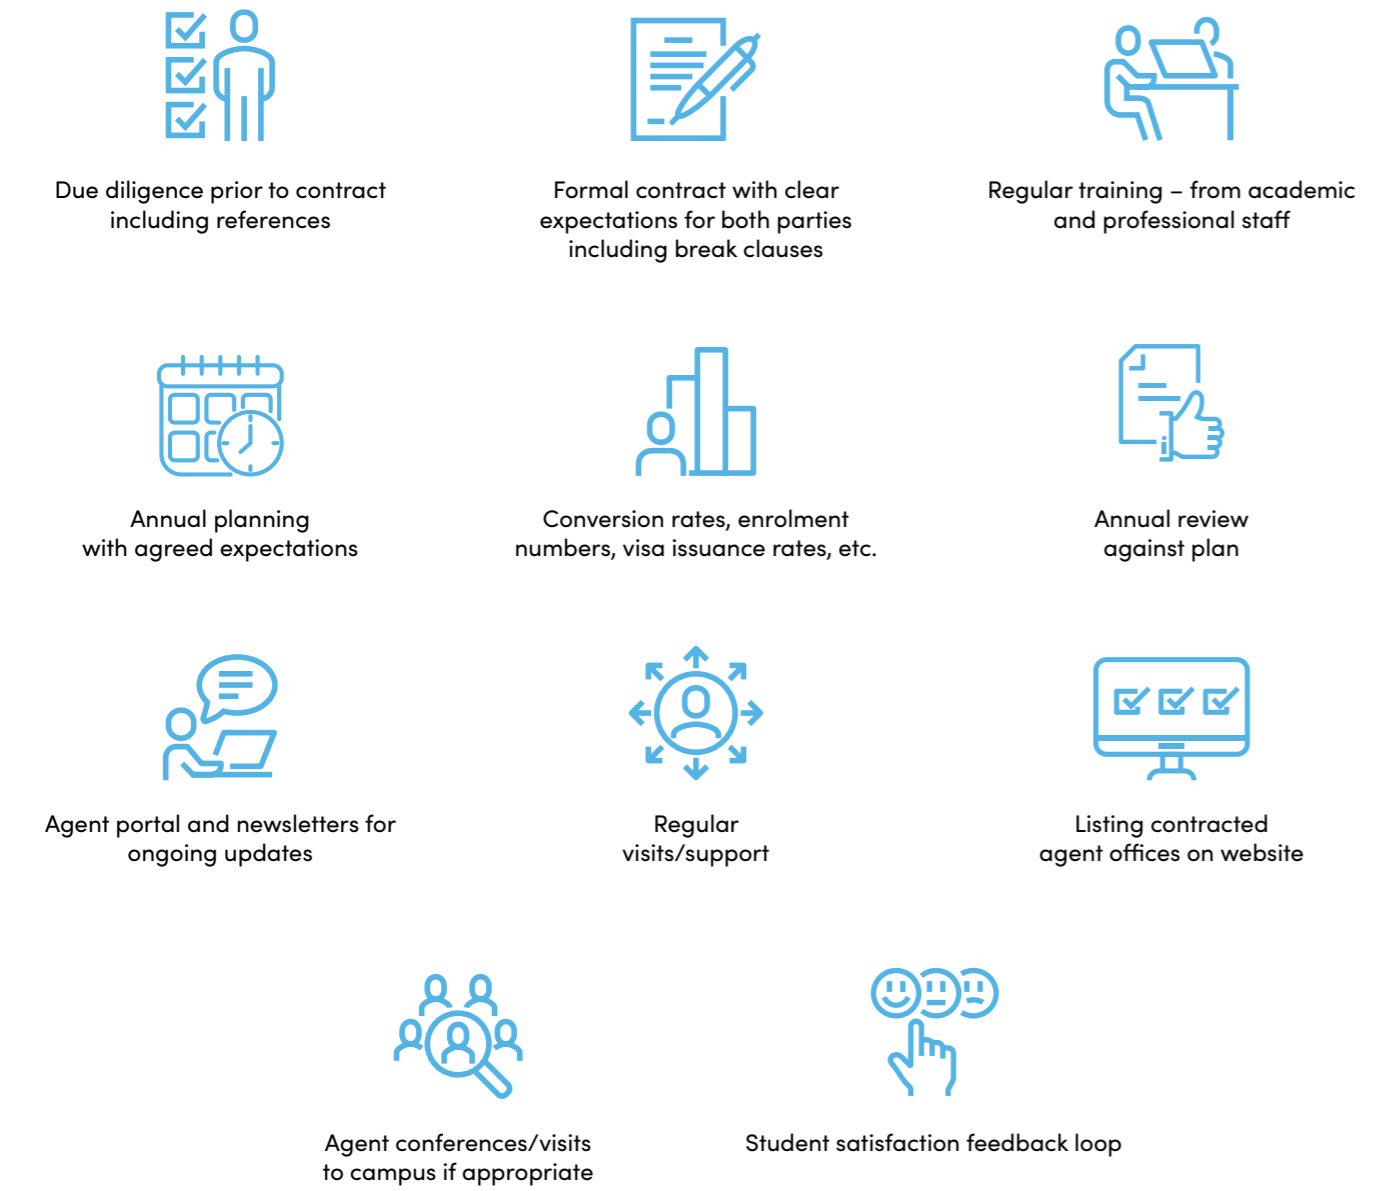 Due diligence prior to contract
including references
Formal contract with clear
expectations for both parties
including break clauses
Regular training – from academic
and professional staff
Annual planning
with agreed expectations
Conversion rates, enrolment
numbers, visa issuance rates, etc.
Annual review
against plan
Agent portal and newsletters for
ongoing updates
Regular
visits/support
Listing contracted
agent offices on website
Agent conferences/visits
to campus if appropriate
Student satisfaction feedback loop